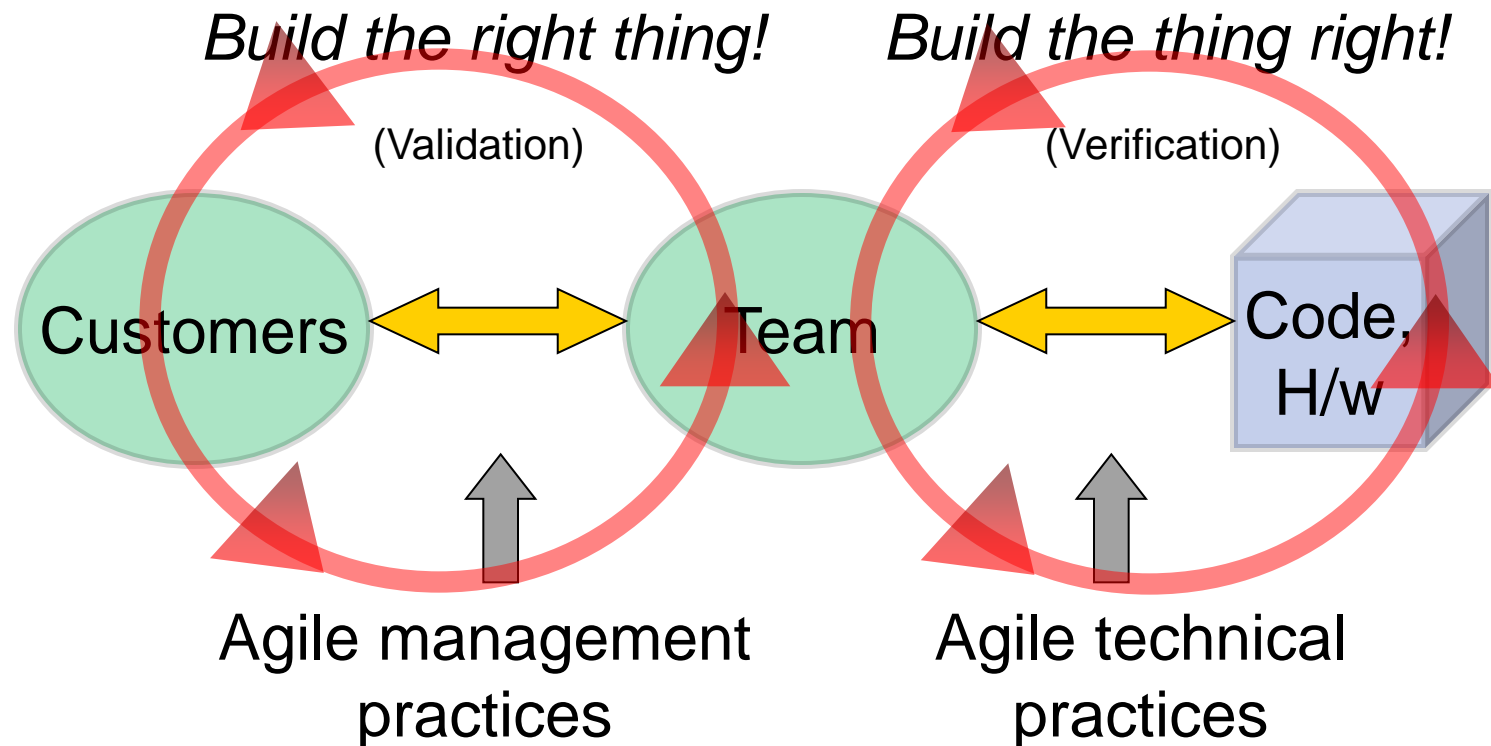 Build the right thing!
Build the thing right!
(Validation)
(Verification)
Customers
Team
Code,
H/w
Agile management
practices
Agile technical
practices